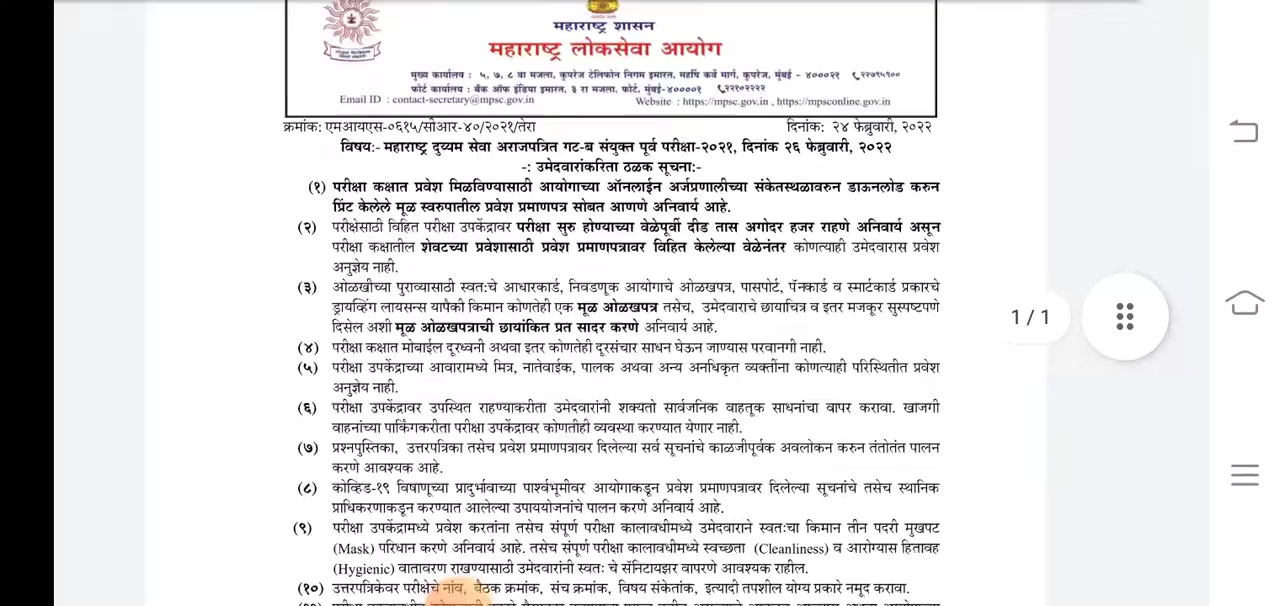 महाराष्ट्र शासन
महाराष्ट्र लोकसेवा आयोग
मुख्य कार्यालय : ५, ७, ८ वा मजला, कुपरेज टेलिफोन निगम इमारत, महर्षि कर्वे मार्ग, कुपरेज, मुंबई - ४०००२१ २२७९५९००
फोर्ट कार्यालय : बँक ऑफ इंडिया इमारत, ३ रा मजला, फोर्ट, मुंबई-४००००१ २२१०२२२२
Email ID : contact-secretary@mpsc.gov.in Website : https://mpsc.gov.in , https://mpsconline.gov.in
क्रमांक: एमआयएस-०६१५/सीआर-४०/२०२१/तेरा दिनांक: २४ फेब्रुवारी, २०२२
विषय:- महाराष्ट्र दुय्यम सेवा अराजपत्रित गट-ब संयुक्त पूर्व परीक्षा-२०२१, दिनांक २६ फेब्रुवारी, २०२२
-: उमेदवारांकरिता ठळक सूचना:-
(१) परीक्षा कक्षात प्रवेश मिळविण्यासाठी आयोगाच्या ऑनलाईन अर्जप्रणालीच्या संकेतस्थळावरुन डाऊनलोड करुन
प्रिंट केलेले मूळ स्वरुपातील प्रवेश प्रमाणपत्र सोबत आणणे अनिवार्य आहे.
(२) परीक्षेसाठी विहित परीक्षा उपकेंद्रावर परीक्षा सुरु होण्याच्या वेळेपूर्वी दीड तास अगोदर हजर राहणे अनिवार्य असून
परीक्षा कक्षातील शेवटच्या प्रवेशासाठी प्रवेश प्रमाणपत्रावर विहित केलेल्या वेळेनंतर कोणत्याही उमेदवारास प्रवेश
अनुज्ञेय नाही.
(३) ओळखीच्या पुराव्यासाठी स्वत:चे आधारकार्ड, निवडणूक आयोगाचे ओळखपत्र, पासपोर्ट, पॅनकार्ड व स्मार्टकार्ड प्रकारचे
ड्रायव्हिंग लायसन्स यापैकी किमान कोणतेही एक मूळ ओळखपत्र तसेच, उमेदवाराचे छायाचित्र व इतर मजकूर सुस्पष्टपणे
दिसेल अशी मूळ ओळखपत्राची छायांकित प्रत सादर करणे अनिवार्य आहे.
(४) परीक्षा कक्षात मोबाईल दूरध्वनी अथवा इतर कोणतेही दूरसंचार साधन घेऊन जाण्यास परवानगी नाही.
(५) परीक्षा उपकेंद्राच्या आवारामध्ये मित्र, नातेवाईक, पालक अथवा अन्य अनधिकृत व्यक्तींना कोणत्याही परिस्थितीत प्रवेश
अनुज्ञेय नाही.
(६) परीक्षा उपकेंद्रावर उपस्थित राहण्याकरीता उमेदवारांनी शक्यतो सार्वजनिक वाहतूक साधनांचा वापर करावा. खाजगी
वाहनांच्या पार्किंगकरीता परीक्षा उपकेंद्रावर कोणतीही व्यवस्था करण्यात येणार नाही.
(७) प्रश्नपुस्तिका, उत्तरपत्रिका तसेच प्रवेश प्रमाणपत्रावर दिलेल्या सर्व सूचनांचे काळजीपूर्वक अवलोकन करुन तंतोतंत पालन
करणे आवश्यक आहे.
(८) कोव्हिड-१९ विषाणूच्या प्रादुर्भावाच्या पार्श्वभूमीवर आयोगाकडून प्रवेश प्रमाणपत्रावर दिलेल्या सूचनांचे तसेच स्थानिक
प्राधिकरणाकडून करण्यात आलेल्या उपाययोजनांचे पालन करणे अनिवार्य आहे.
(९) परीक्षा उपकेंद्रामध्ये प्रवेश करतांना तसेच संपूर्ण परीक्षा कालावधीमध्ये उमेदवाराने स्वत:चा किमान तीन पदरी मुखपट
(Mask) परिधान करणे अनिवार्य आहे. तसेच संपूर्ण परीक्षा कालावधीमध्ये स्वच्छता (Cleanliness) व आरोग्यास हितावह
(Hygienic) वातावरण राखण्यासाठी उमेदवारांनी स्वत: चे सॅनिटायझर वापरणे आवश्यक राहील.
(१०) उत्तरपत्रिकेवर परीक्षेचे नांव, बैठक क्रमांक, संच क्रमांक, विषय संकेतांक, इत्यादी तपशील योग्य प्रकारे नमूद करावा.
1 / 1